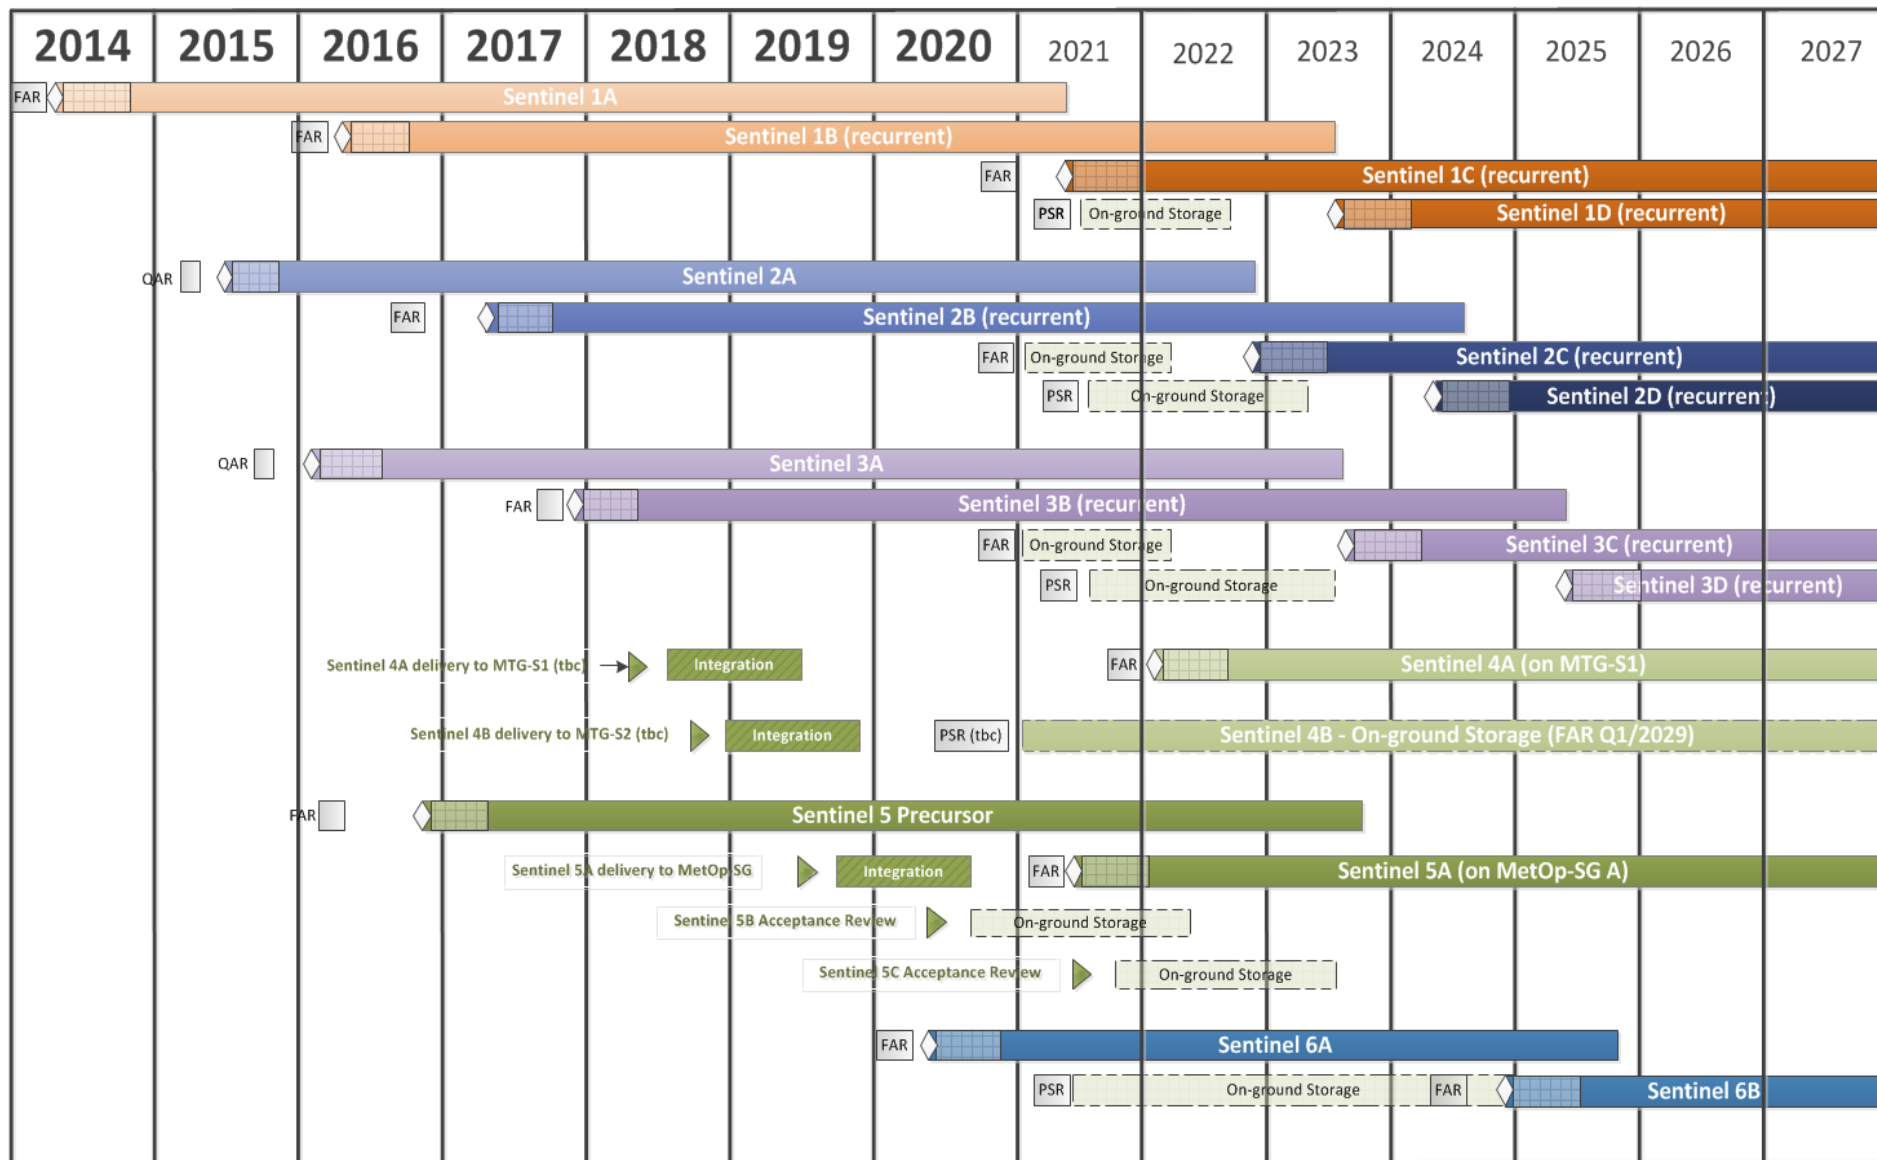 2014 2015 2016 2017 2018 2019 2020 2021 2022 2023 2024 2025 2026 2027
FAR Sentinel 1A
FAR Sentinel 1B (recurrent)
FAR Sentinel 1C (recurrent)
PSR On-ground Storage Sentinel 1D (recurrent)
QAR Sentinel 2A
FAR Sentinel 2B (recurrent)
FAR On-ground Storage Sentinel 2C (recurrent)
PSR On-ground Storage Sentinel 2D (recurrent)
QAR Sentinel 3A
FAR Sentinel 3B (recurrent)
FAR On-ground Storage Sentinel 3C (recurrent)
PSR On-ground Storage Sentinel 3D (recurrent)
Sentinel 4A delivery to MTG-S1 (tbc) Integration FAR Sentinel 4A (on MTG-S1)
Sentinel 4B delivery to MTG-S2 (tbc) Integration PSR (tbc) Sentinel 4B - On-ground Storage (FAR Q1/2029)
FAR Sentinel 5 Precursor
Sentinel 5A delivery to MetOp-SG Integration FAR Sentinel 5A (on MetOp-SG A)
Sentinel 5B Acceptance Review On-ground Storage
Sentinel 5C Acceptance Review On-ground Storage
FAR Sentinel 6A
PSR On-ground Storage FAR Sentinel 6B